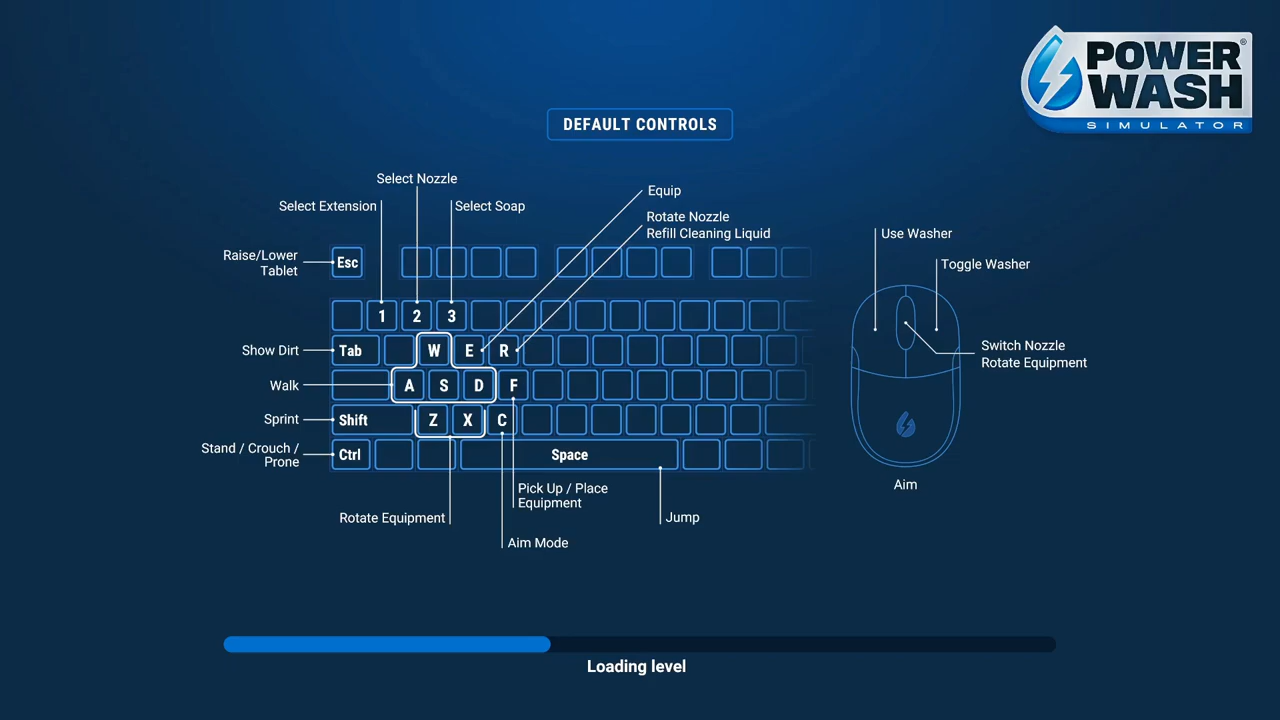 POWER
WASH
SIMULATOR
DEFAULT CONTROLS
Select Nozzle
Select Extension
Select Soap
Equip
Rotate Nozzle
Refill Cleaning Liquid
Use Washer
Toggle Washer
Raise/Lower
Tablet
Esc
1 2 3
Show Dirt
Tab W E R
Switch Nozzle
Rotate Equipment
Walk
A S D F
Sprint
Shift Z X C
Stand / Crouch /
Prone
Ctrl Space
Aim
Pick Up / Place
Equipment
Rotate Equipment
Jump
Aim Mode
Loading level